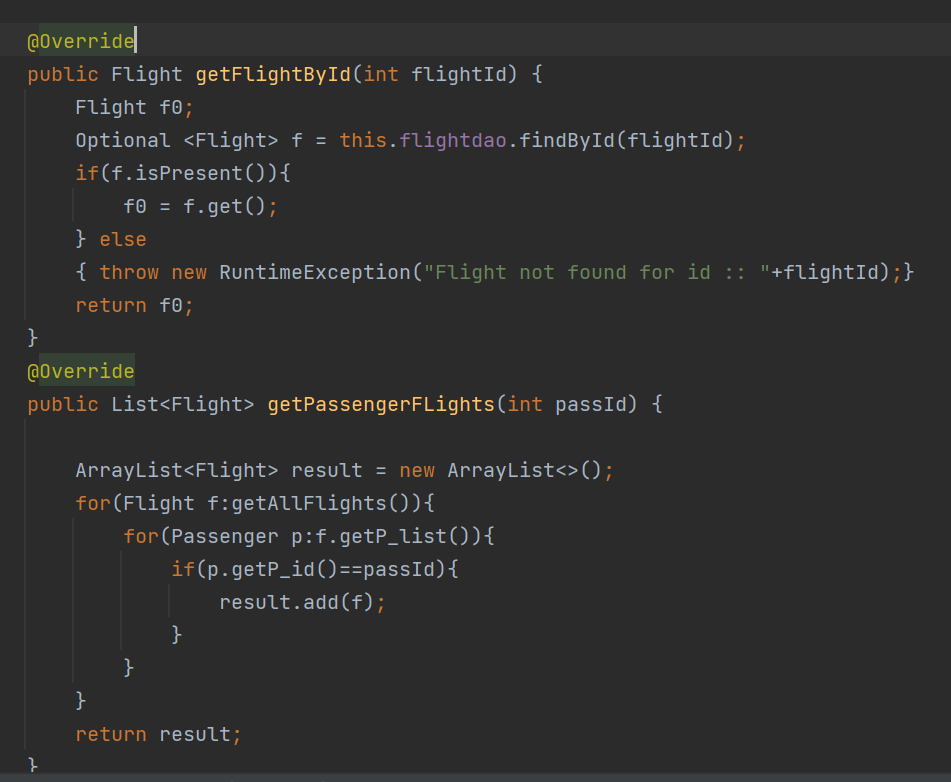 @Override
public Flight getFlightById(int flightId) {
    Flight f0;
    Optional <Flight> f = this.flightdao.findById(flightId);
    if(f.isPresent()){
        f0 = f.get();
    } else
    { throw new RuntimeException("Flight not found for id :: "+flightId);}
    return f0;
}
@Override
public List<Flight> getPassengerFLights(int passId) {
    ArrayList<Flight> result = new ArrayList<>();
    for(Flight f:getAllFlights()){
        for(Passenger p:f.getP_list()){
            if(p.getP_id()==passId){
                result.add(f);
            }
        }
    }
    return result;
}